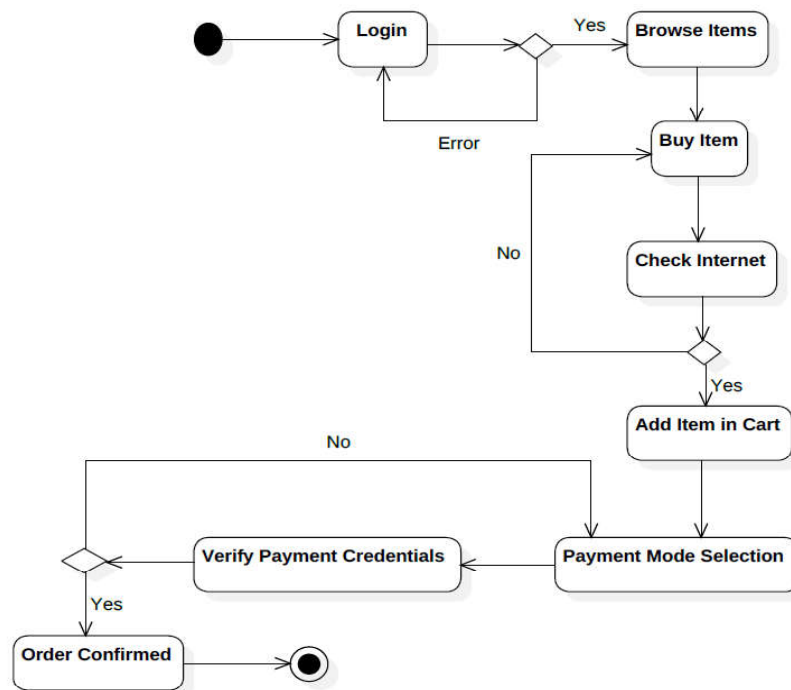 Login
Yes
Browse Items
Error
Buy Item
No
Check Internet
Yes
Add Item in Cart
No
Verify Payment Credentials
Payment Mode Selection
Yes
Order Confirmed